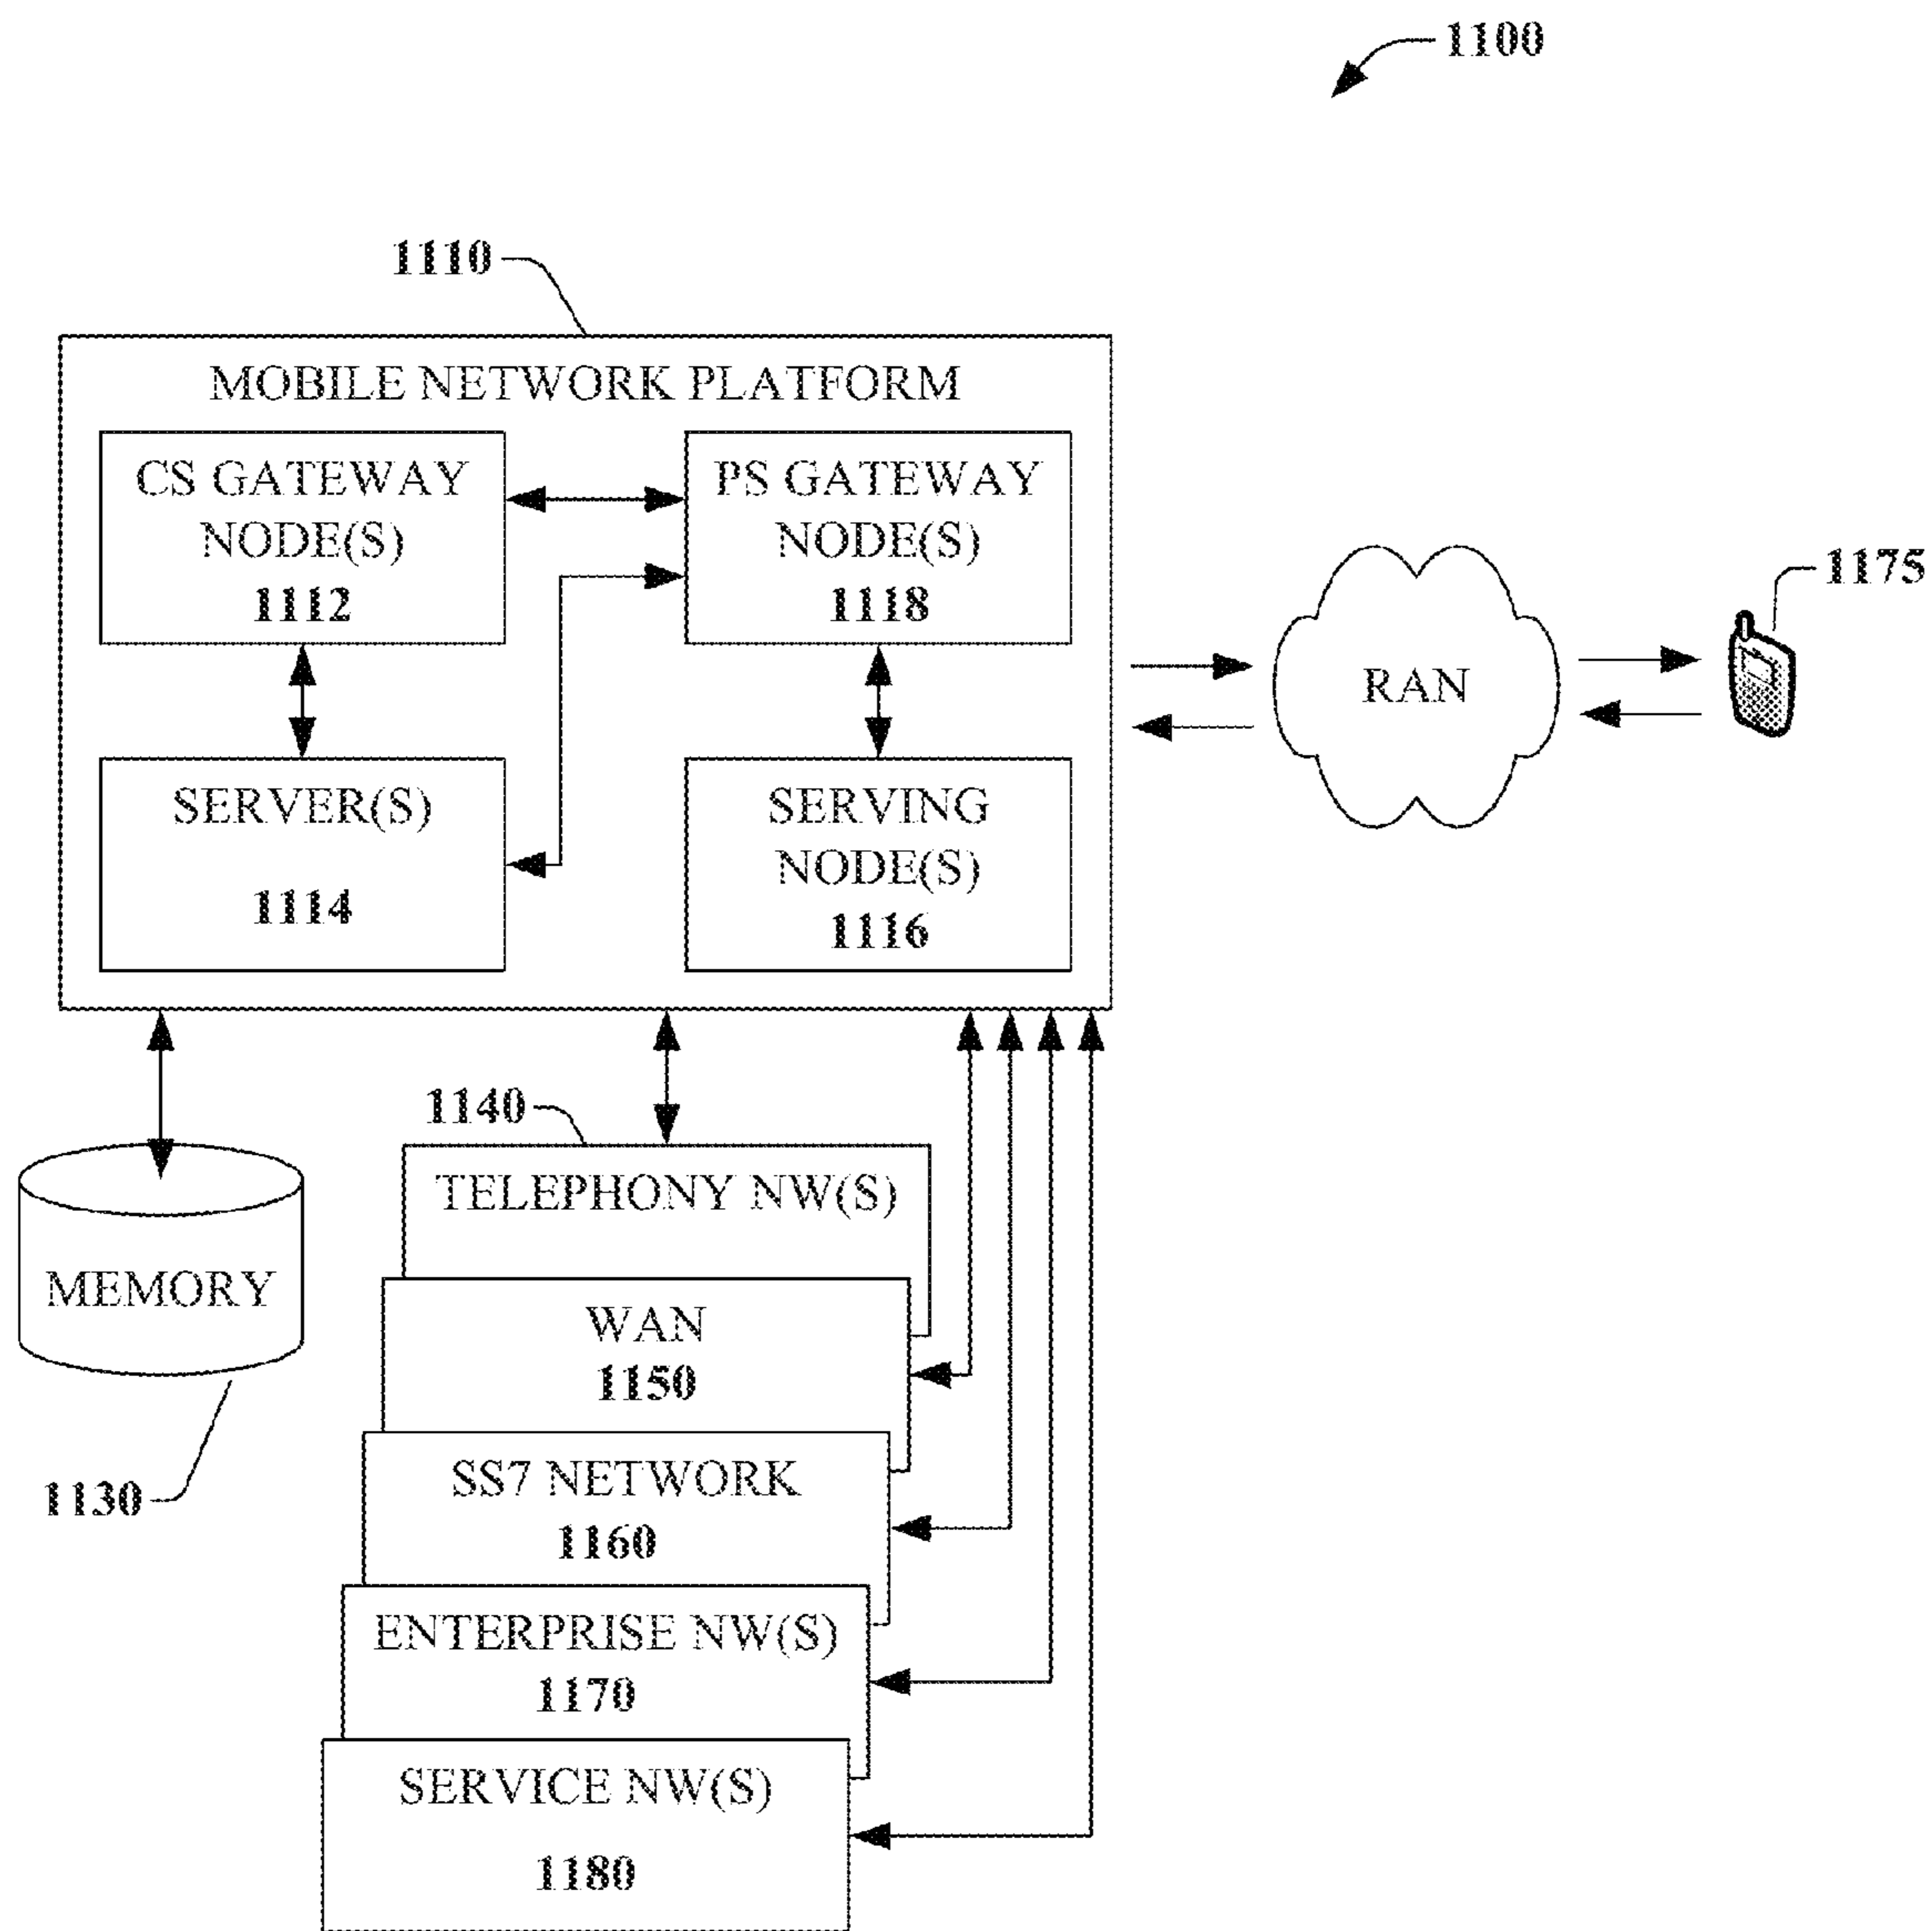 1100
1110
MOBILE NETWORK PLATFORM
CS GATEWAY
NODE(S)
1112
PS GATEWAY
NODE(S)
1118
SERVER(S)
1114
SERVING
NODE(S)
1116
RAN
1175
1140
TELEPHONY NW(S)
MEMORY
1130
WAN
1150
SS7 NETWORK
1160
ENTERPRISE NW(S)
1170
SERVICE NW(S)
1180